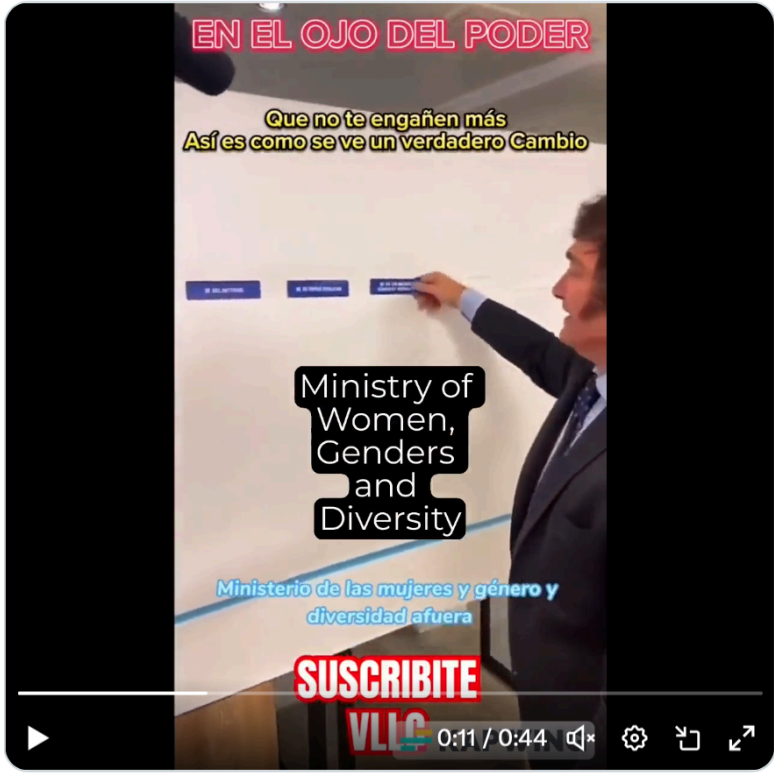 EN EL OJO DEL PODER
Que no te engañen más
Así es como se ve un verdadero Cambio
Ministry of
Women,
Genders
and
Diversity
Ministerio de las mujeres y género y
diversidad afuera
SUSCRIBITE
VLLC
0:11 / 0:44